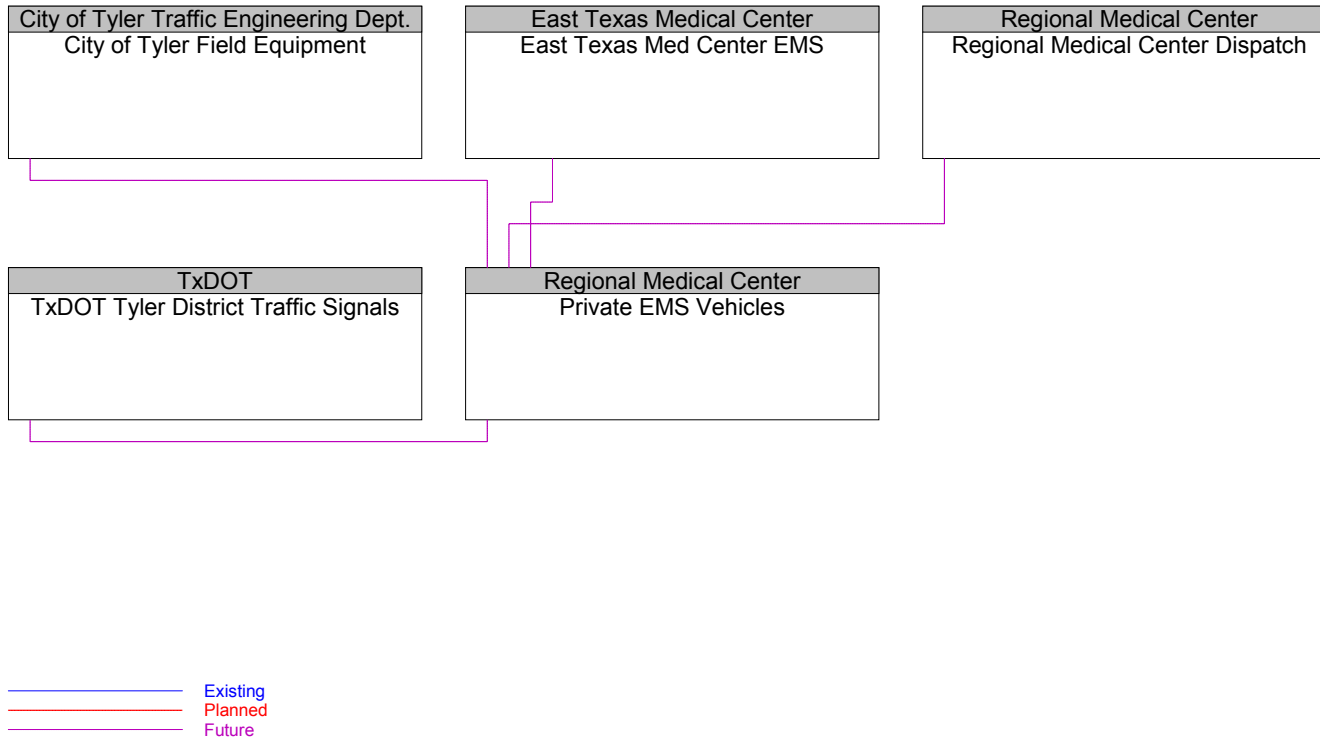 City of Tyler Traffic Engineering Dept.
City of Tyler Field Equipment
East Texas Medical Center
East Texas Med Center EMS
Regional Medical Center
Regional Medical Center Dispatch
TxDOT
TxDOT Tyler District Traffic Signals
Regional Medical Center
Private EMS Vehicles
Existing
Planned
Future